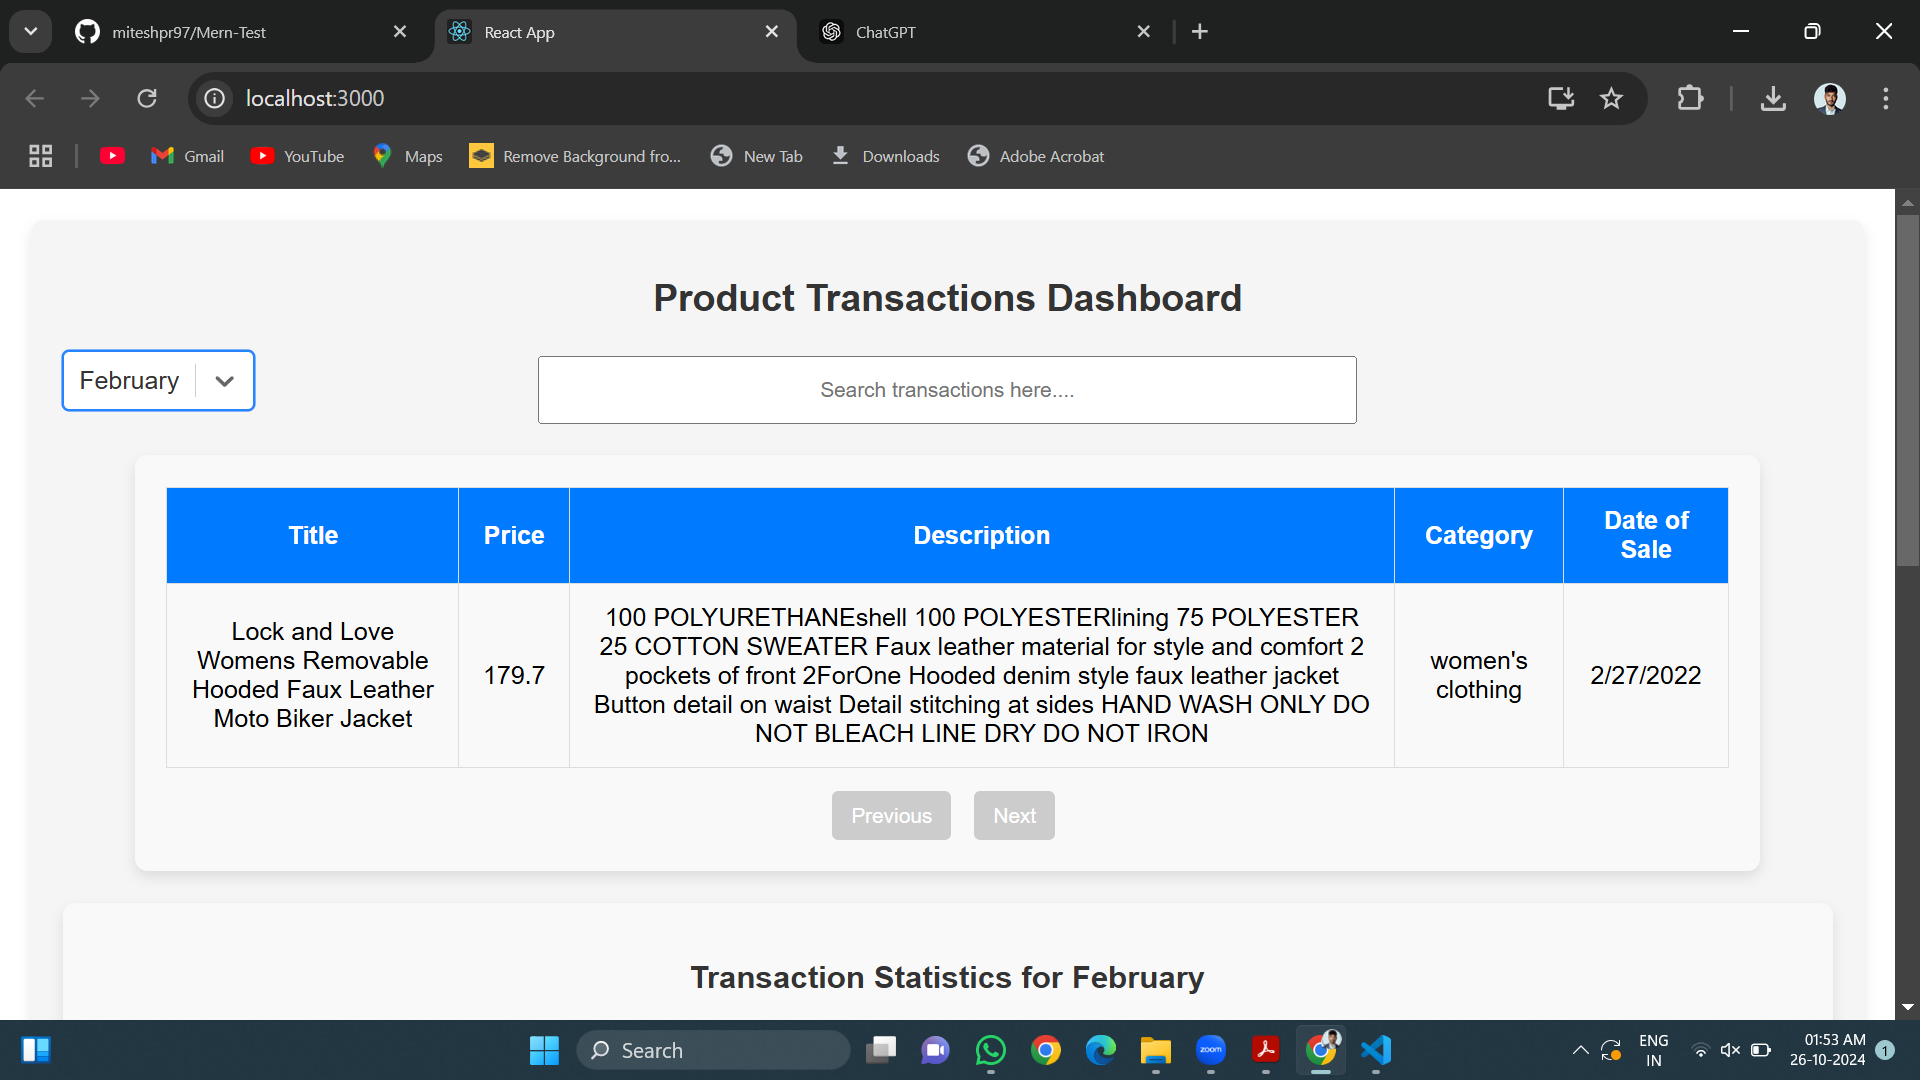 miteshpr97/Mern-Test
React App
ChatGPT
localhost:3000
Gmail
YouTube
Maps
Remove Background fro...
New Tab
Downloads
Adobe Acrobat
Product Transactions Dashboard
February
Search transactions here....
Title
Price
Description
Category
Date of
Sale
Lock and Love
Womens Removable
Hooded Faux Leather
Moto Biker Jacket
179.7
100 POLYURETHANEshell 100 POLYESTERlining 75 POLYESTER
25 COTTON SWEATER Faux leather material for style and comfort 2
pockets of front 2ForOne Hooded denim style faux leather jacket
Button detail on waist Detail stitching at sides HAND WASH ONLY DO
NOT BLEACH LINE DRY DO NOT IRON
women's
clothing
2/27/2022
Previous
Next
Transaction Statistics for February
Search
zoom
ENG
IN
01:53 AM
26-10-2024
1